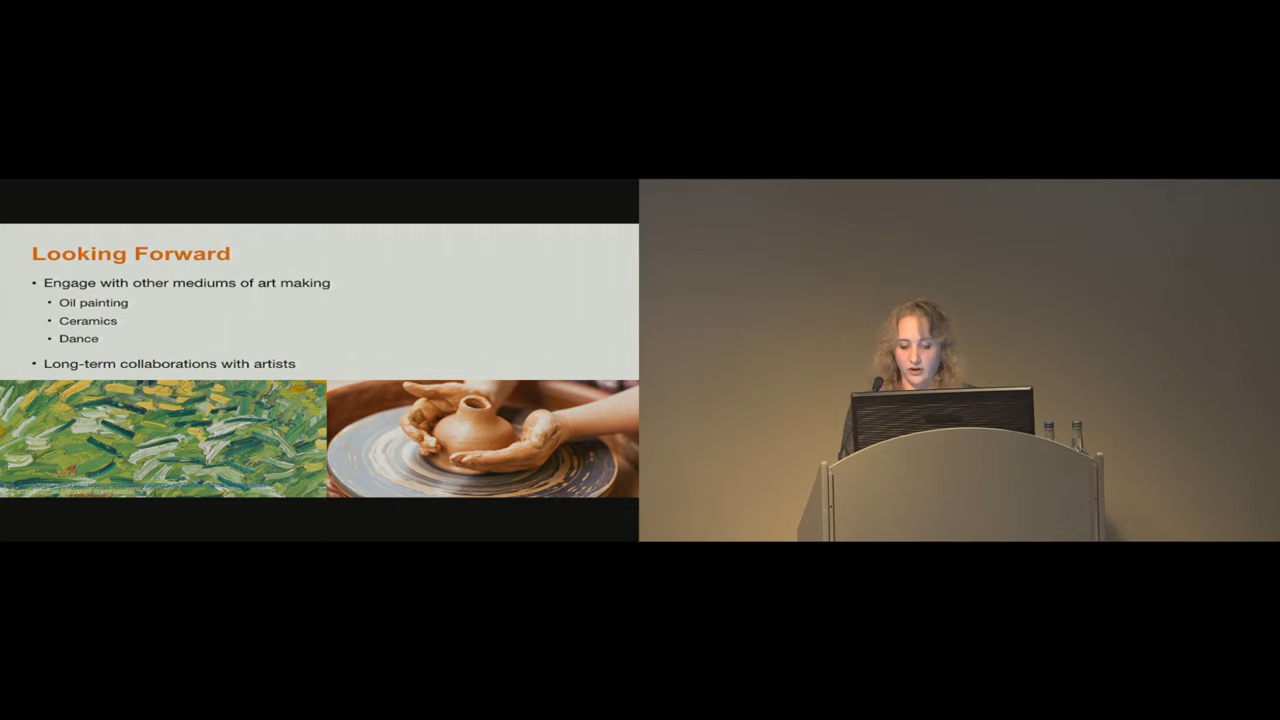 Looking Forward
• Engage with other mediums of art making
• Oil painting
• Ceramics
• Dance
• Long-term collaborations with artists